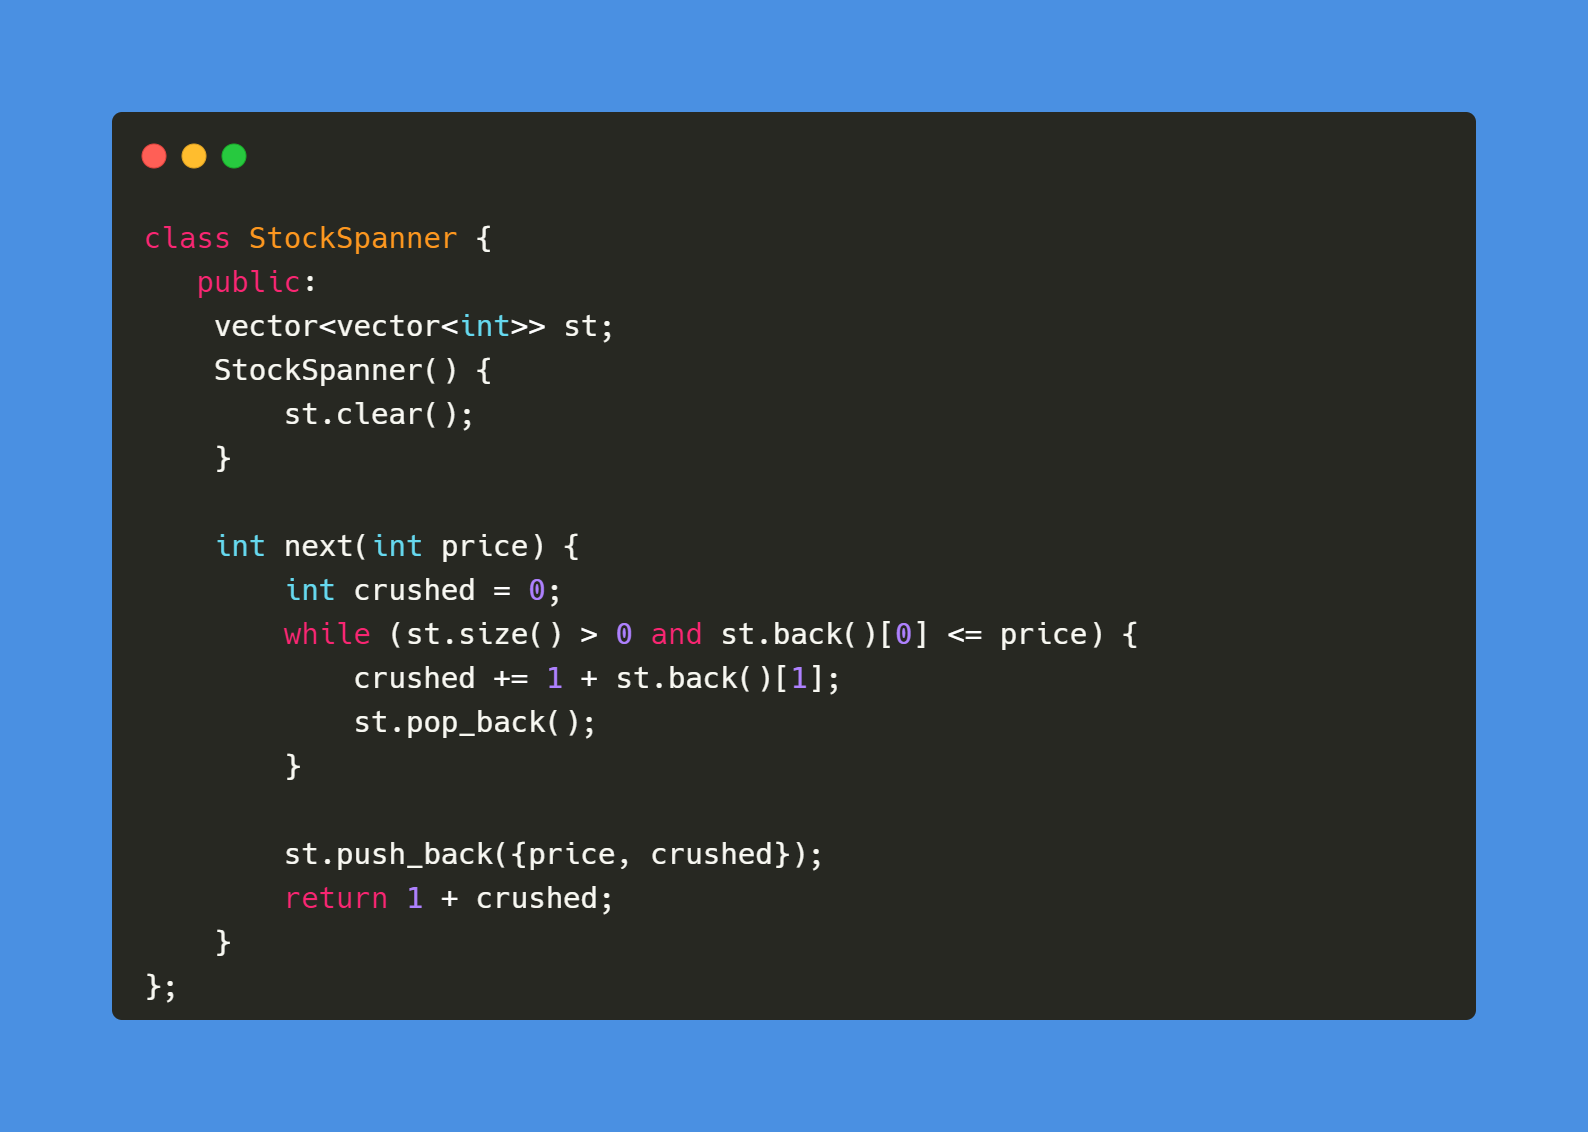 class StockSpanner {
   public:
    vector<vector<int>> st;
    StockSpanner() {
        st.clear();
    }

    int next(int price) {
        int crushed = 0;
        while (st.size() > 0 and st.back()[0] <= price) {
            crushed += 1 + st.back()[1];
            st.pop_back();
        }

        st.push_back({price, crushed});
        return 1 + crushed;
    }
};